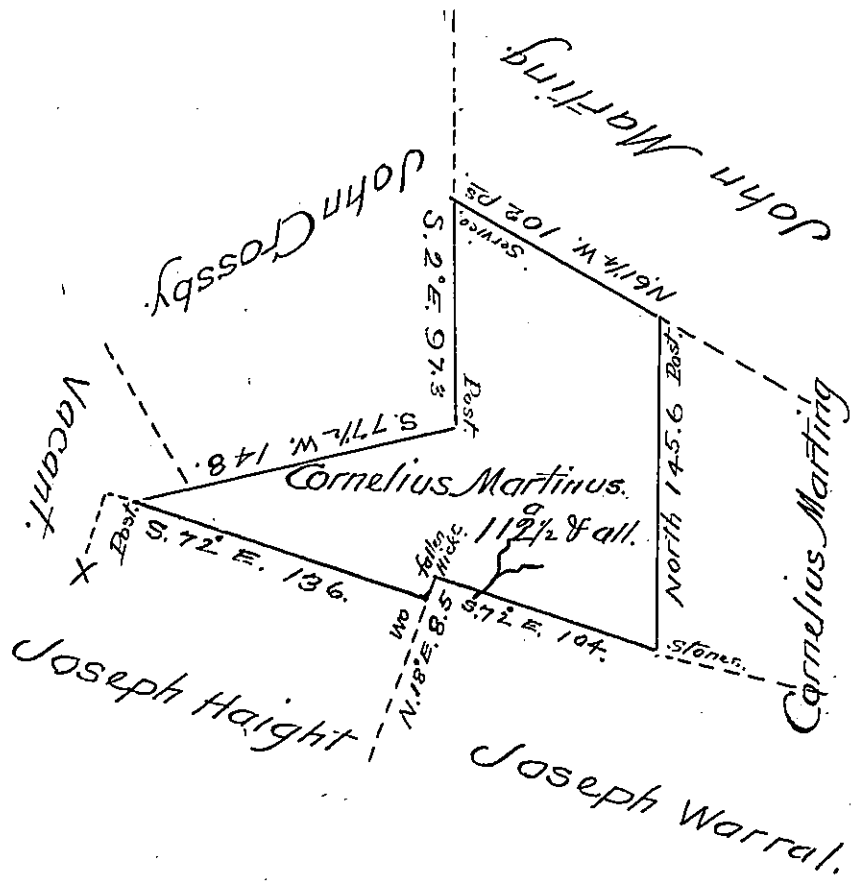 John Marting.
John Crossby.
N.61¼ W. 102 ps.
Service.
S. 2° E. 97.3
Post.
Post.
North 145.6
Cornelius Marting
Vacant.
S. 77½ W. 148.
Cornelius Martinus.
a
112½ & all.
Post.
X
S. 72° E. 136.
fallen
Hick.
WO
N. 18° E. 8.5
S. 72° E. 104.
Stones.
Joseph Haight
Joseph Warral.